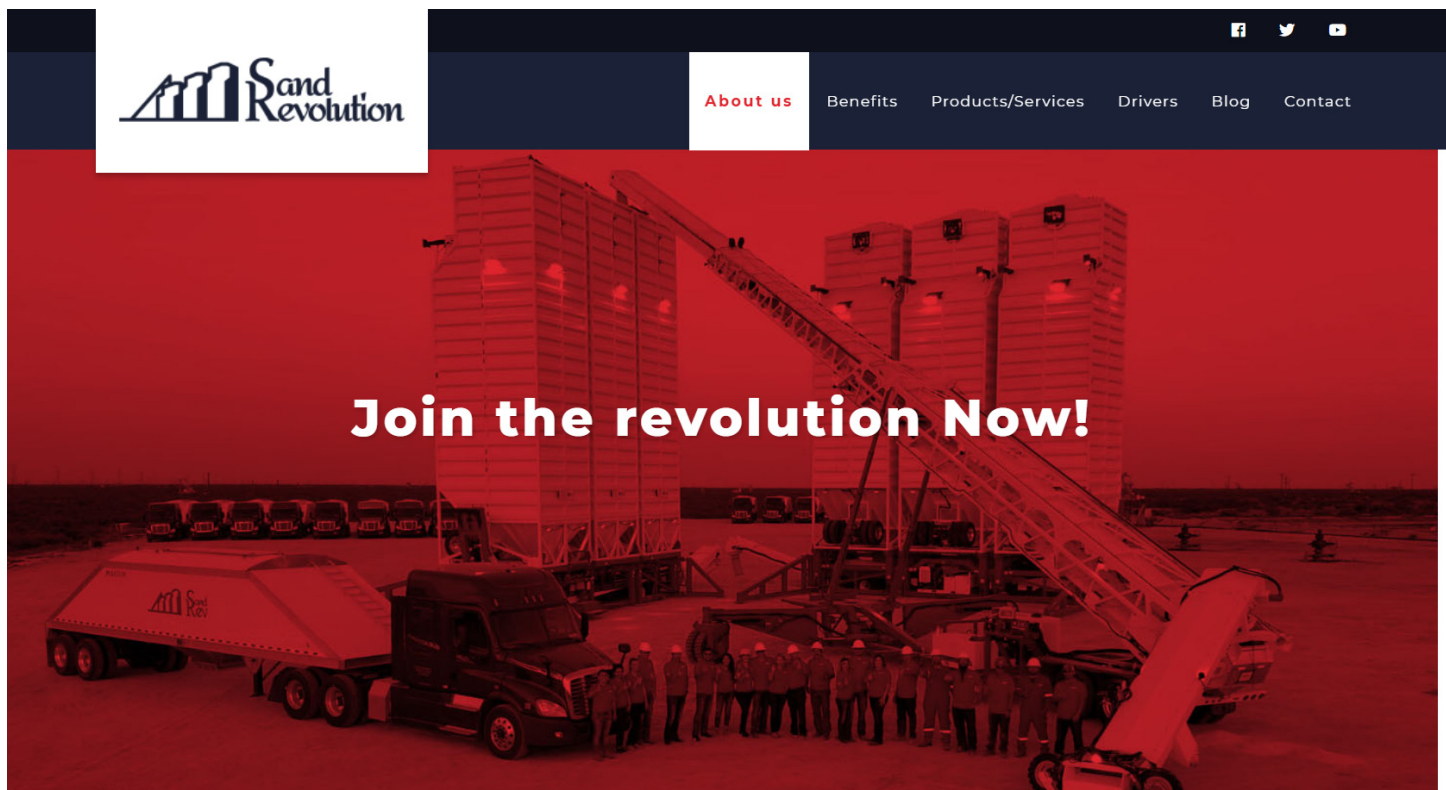 Sand
Revolution
About us
Benefits
Products/Services
Drivers
Blog
Contact
Join the revolution Now!
Sand
Rev